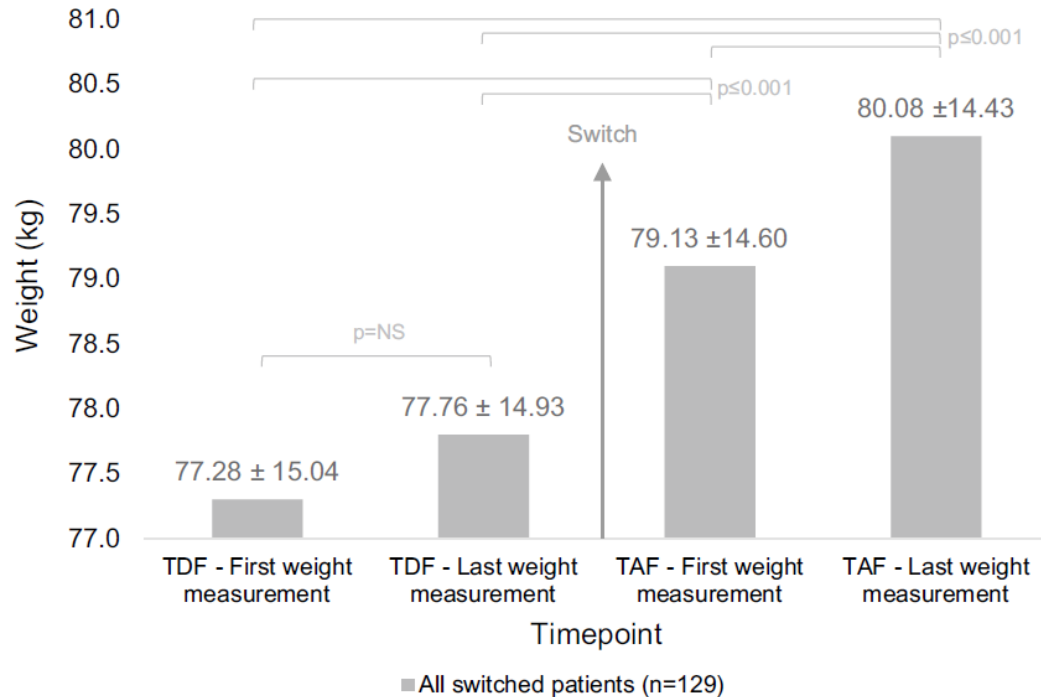 81.0
p≤0.001
80.5
p≤0.001
80.08 ±14.43
Switch
80.0
79.5
79.13 ±14.60
Weight (kg)
79.0
78.5
p=NS
78.0
77.76 ± 14.93
77.5
77.28 ± 15.04
77.0
TDF - First weight
measurement
TDF - Last weight
measurement
TAF - First weight
measurement
TAF - Last weight
measurement
Timepoint
All switched patients (n=129)